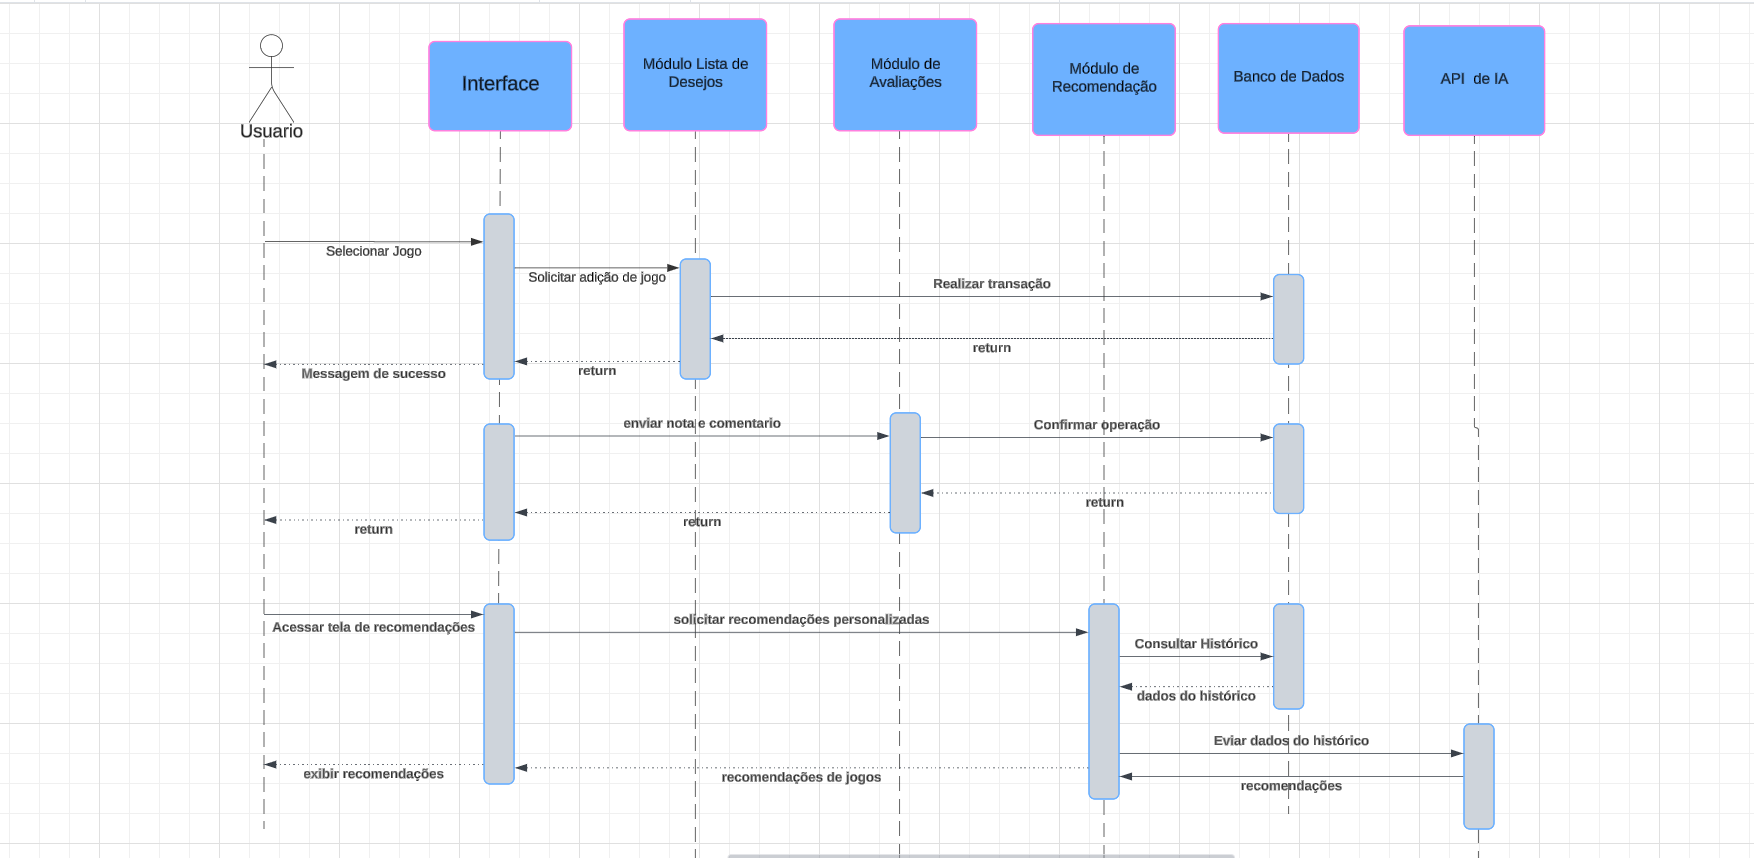 Usuario
Interface
Módulo Lista de
Desejos
Módulo de
Avaliações
Módulo de
Recomendação
Banco de Dados
API de IA
Selecionar Jogo
Solicitar adição de jogo
Realizar transação
return
return
Messagem de sucesso
enviar nota e comentario
Confirmar operação
return
return
return
Acessar tela de recomendações
solicitar recomendações personalizadas
Consultar Histórico
dados do histórico
Eviar dados do histórico
recomendações
recomendações de jogos
exibir recomendações